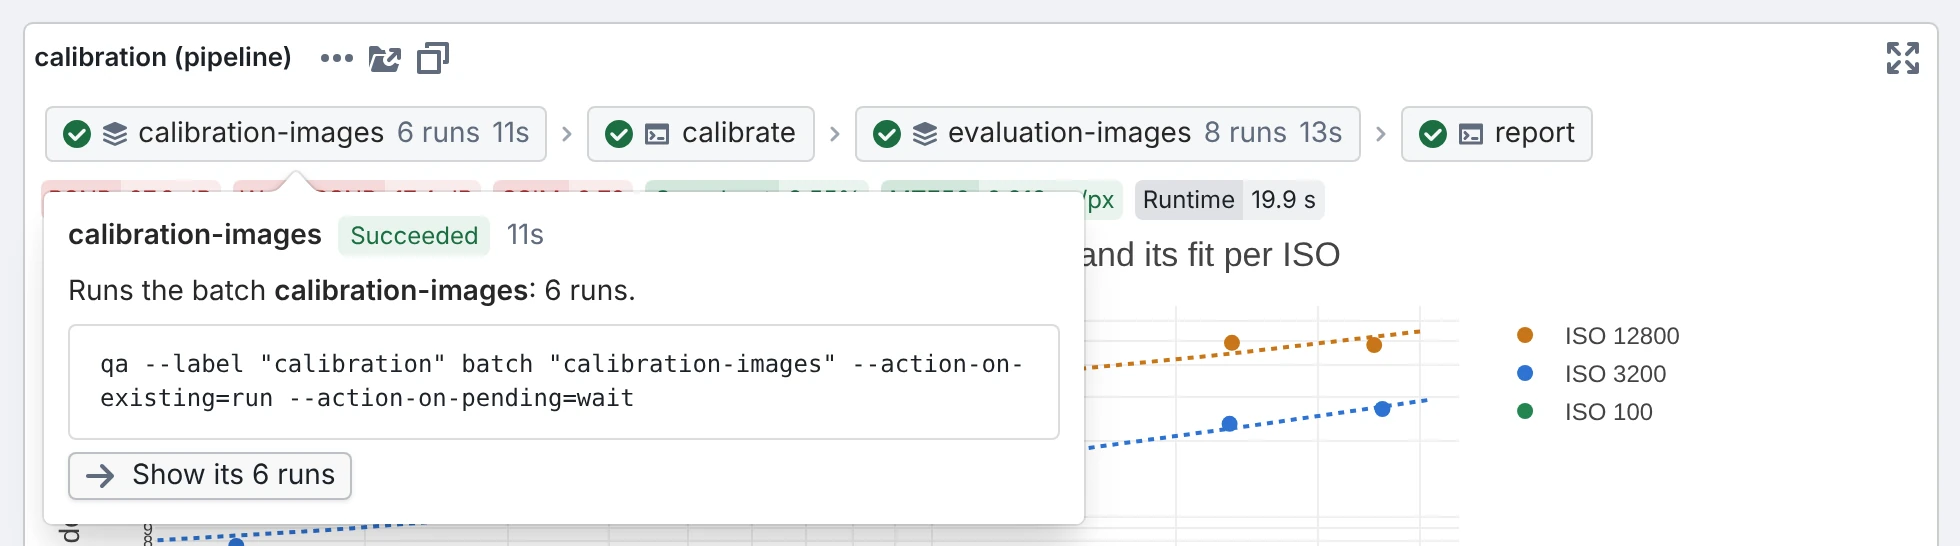 calibration (pipeline)
calibration-images 6 runs 11s
calibrate
evaluation-images 8 runs 13s
report
/px
Runtime 19.9 s
calibration-images Succeeded 11s
and its fit per ISO
Runs the batch calibration-images: 6 runs.
qa --label "calibration" batch "calibration-images" --action-on-
existing=run --action-on-pending=wait
Show its 6 runs
ISO 12800
ISO 3200
ISO 100